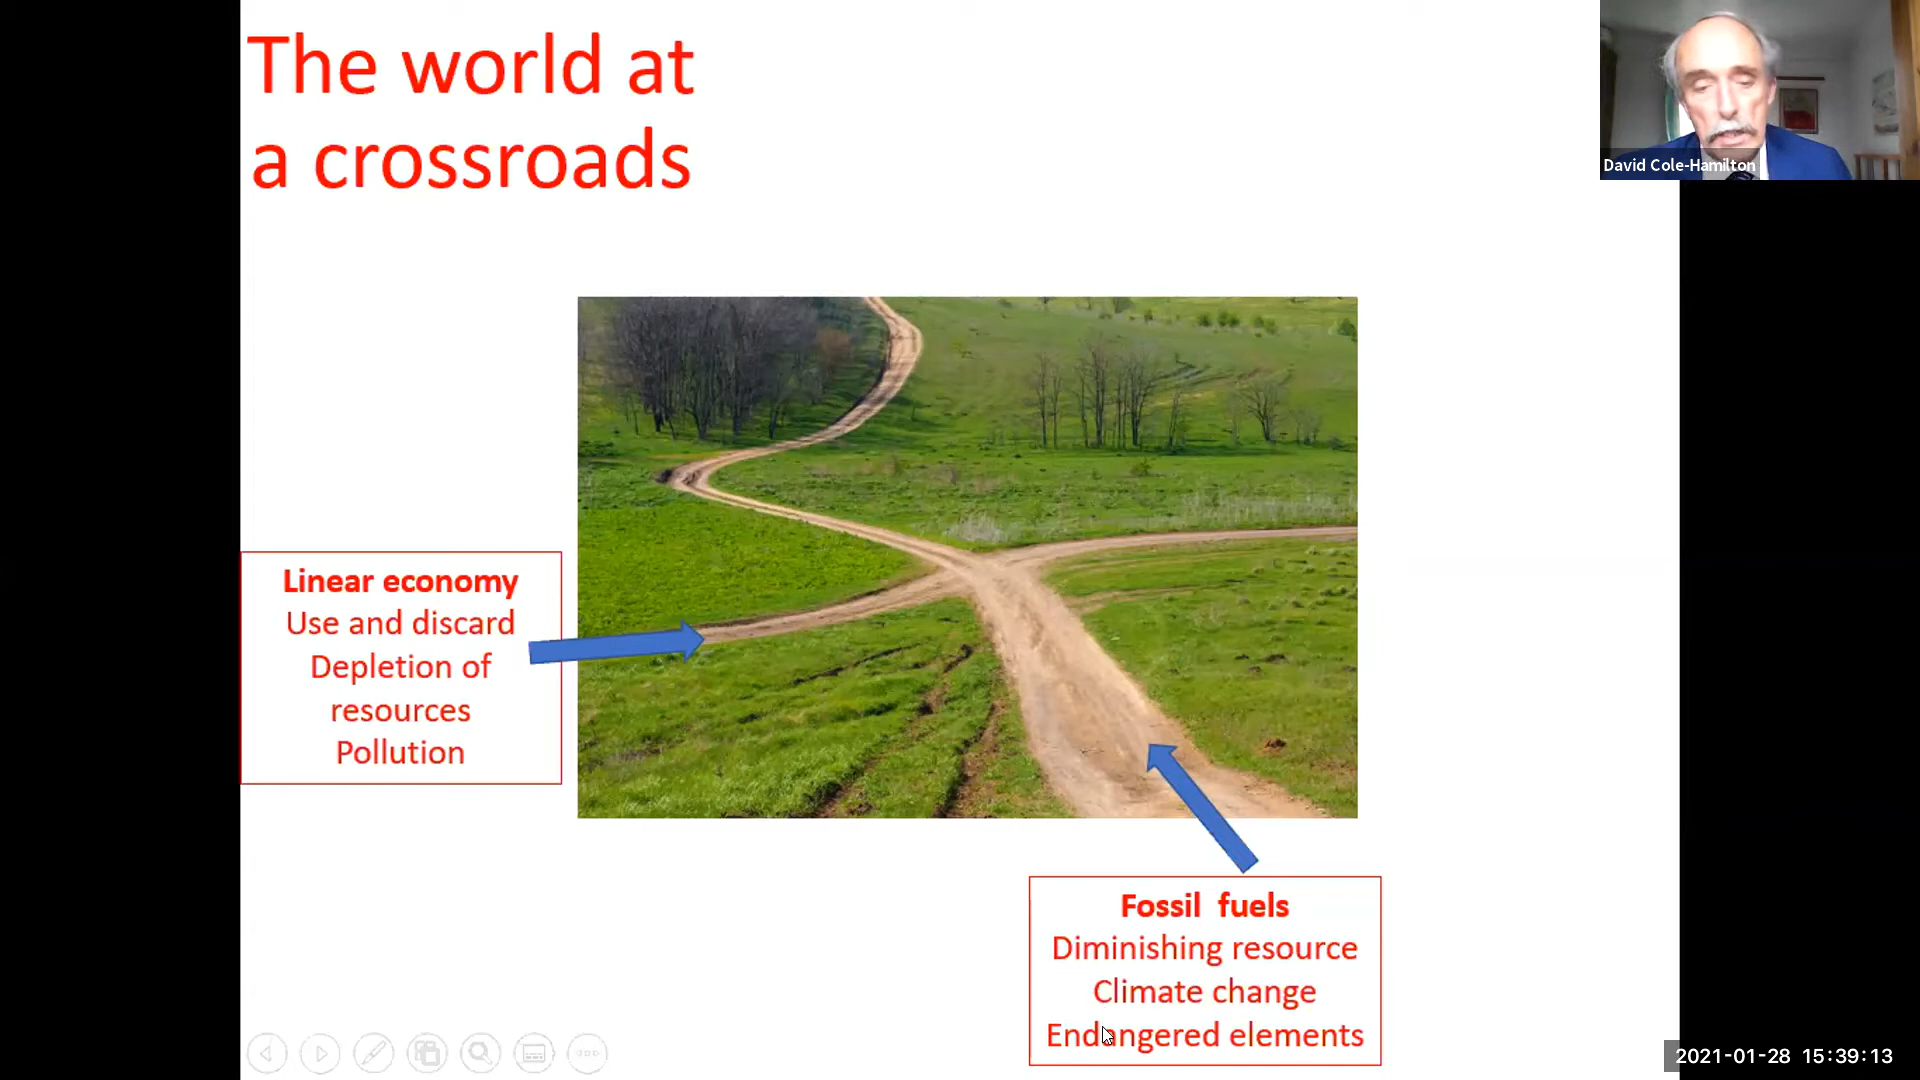 The world at
a crossroads
David Cole-Hamilton
Linear economy
Use and discard
Depletion of
resources
Pollution
Fossil  fuels
Diminishing resource
Climate change
Endangered elements
2021-01-28 15:39:13